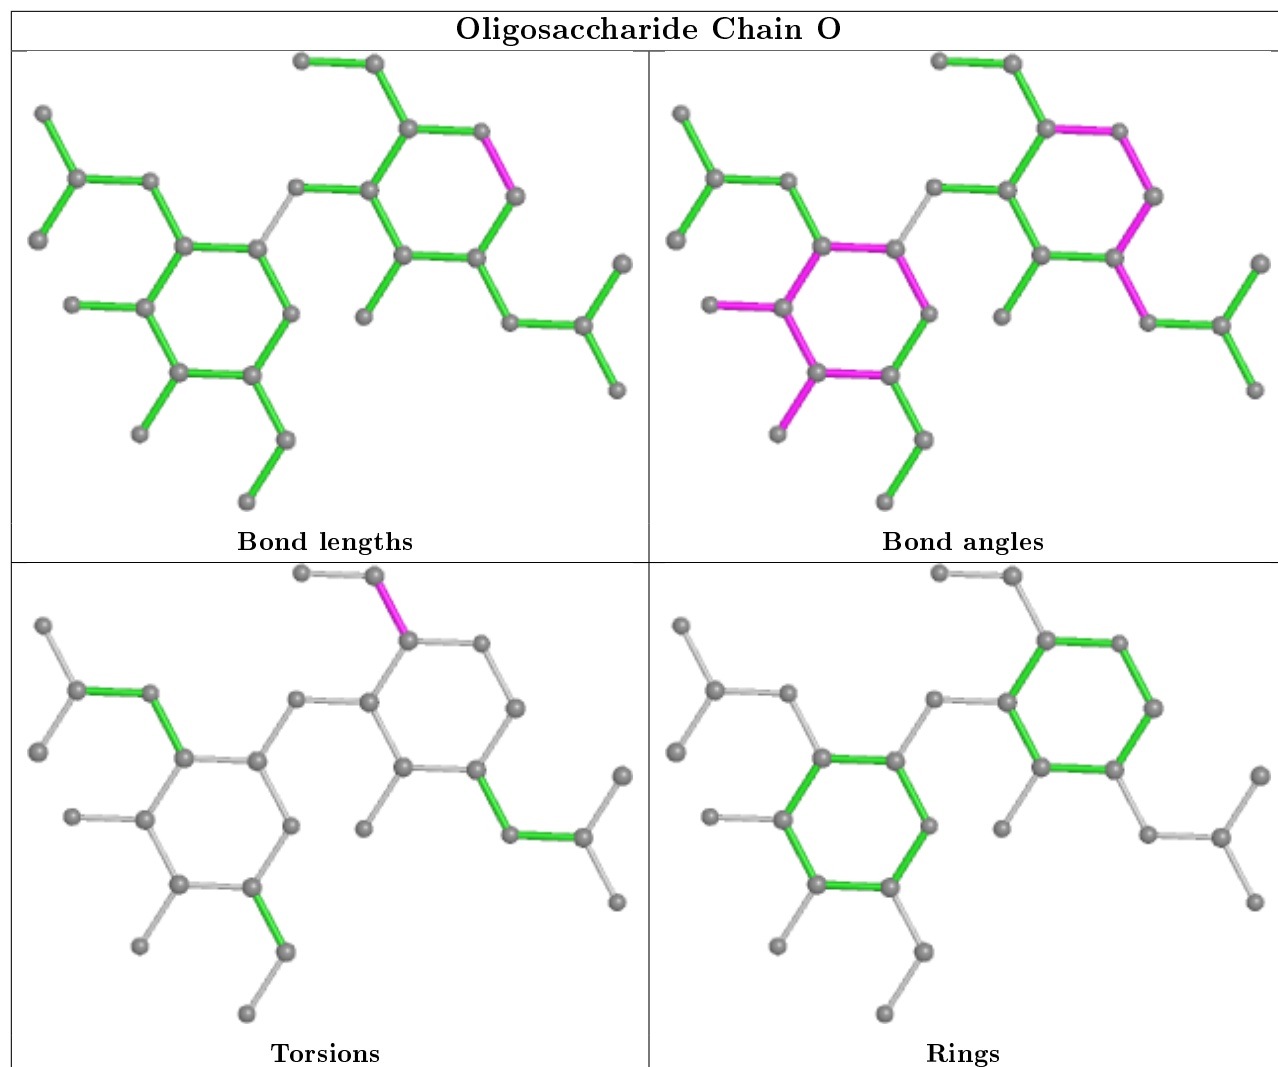 Oligosaccharide Chain O
Bond lengths
Bond angles
Torsions
Rings